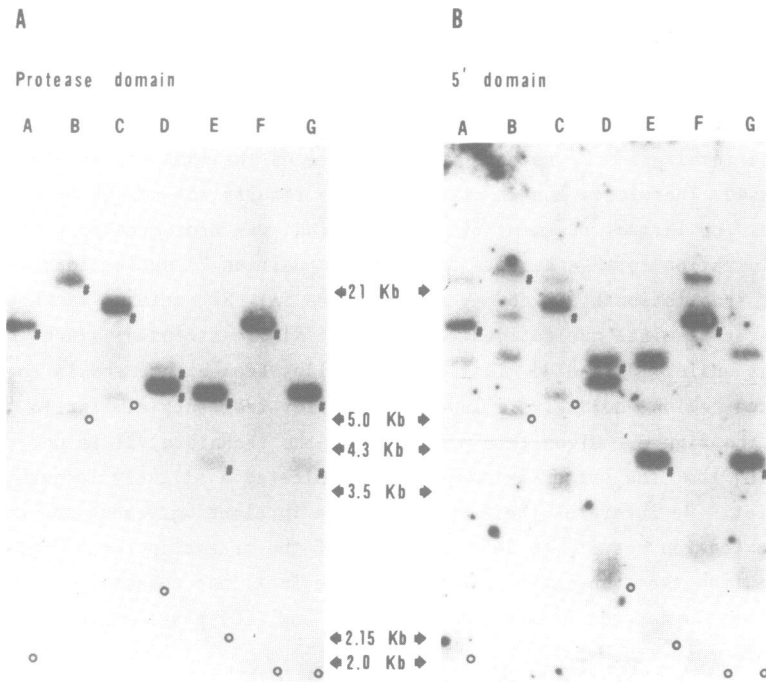 A
Protease domain
A B C D E F G
B
5' domain
A B C D E F G
21 Kb
5.0 Kb
4.3 Kb
3.5 Kb
2.15 Kb
2.0 Kb